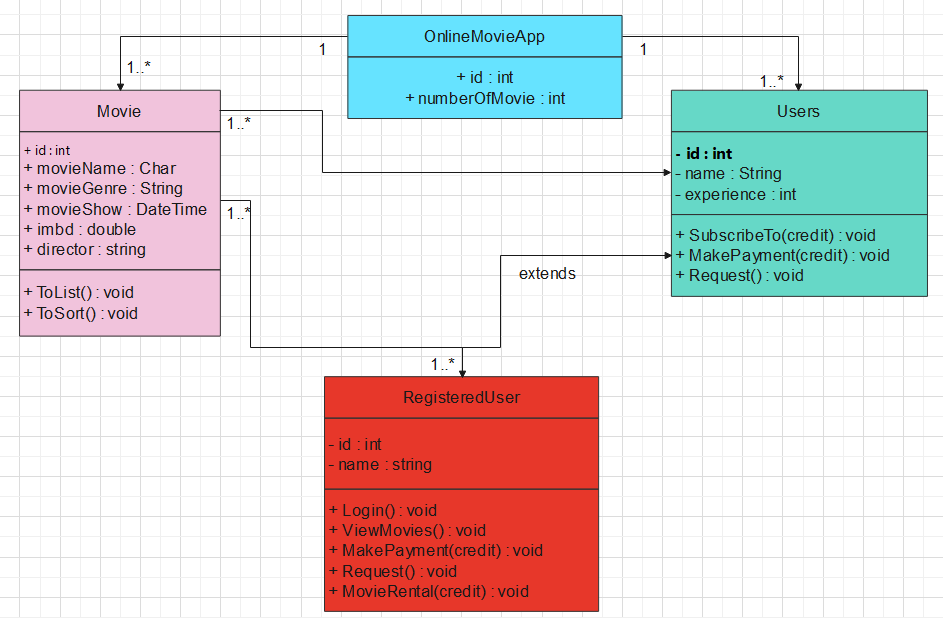 OnlineMovieApp
+ id : int
+ numberOfMovie : int
1
1
1..*
1..*
Movie
+ id : int
+ movieName : Char
+ movieGenre : String
+ movieShow : DateTime
+ imbd : double
+ director : string
+ ToList() : void
+ ToSort() : void
1..*
1..*
Users
- id : int
- name : String
- experience : int
+ SubscribeTo(credit) : void
+ MakePayment(credit) : void
+ Request() : void
extends
1..*
RegisteredUser
- id : int
- name : string
+ Login() : void
+ ViewMovies() : void
+ MakePayment(credit) : void
+ Request() : void
+ MovieRental(credit) : void